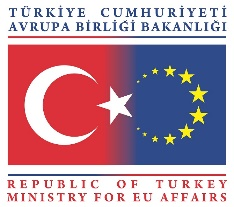 TÜRKİYE CUMHURİYETİ
AVRUPA BİRLİĞİ BAKANLIĞI
REPUBLIC OF TURKEY
MINISTRY FOR EU AFFAIRS